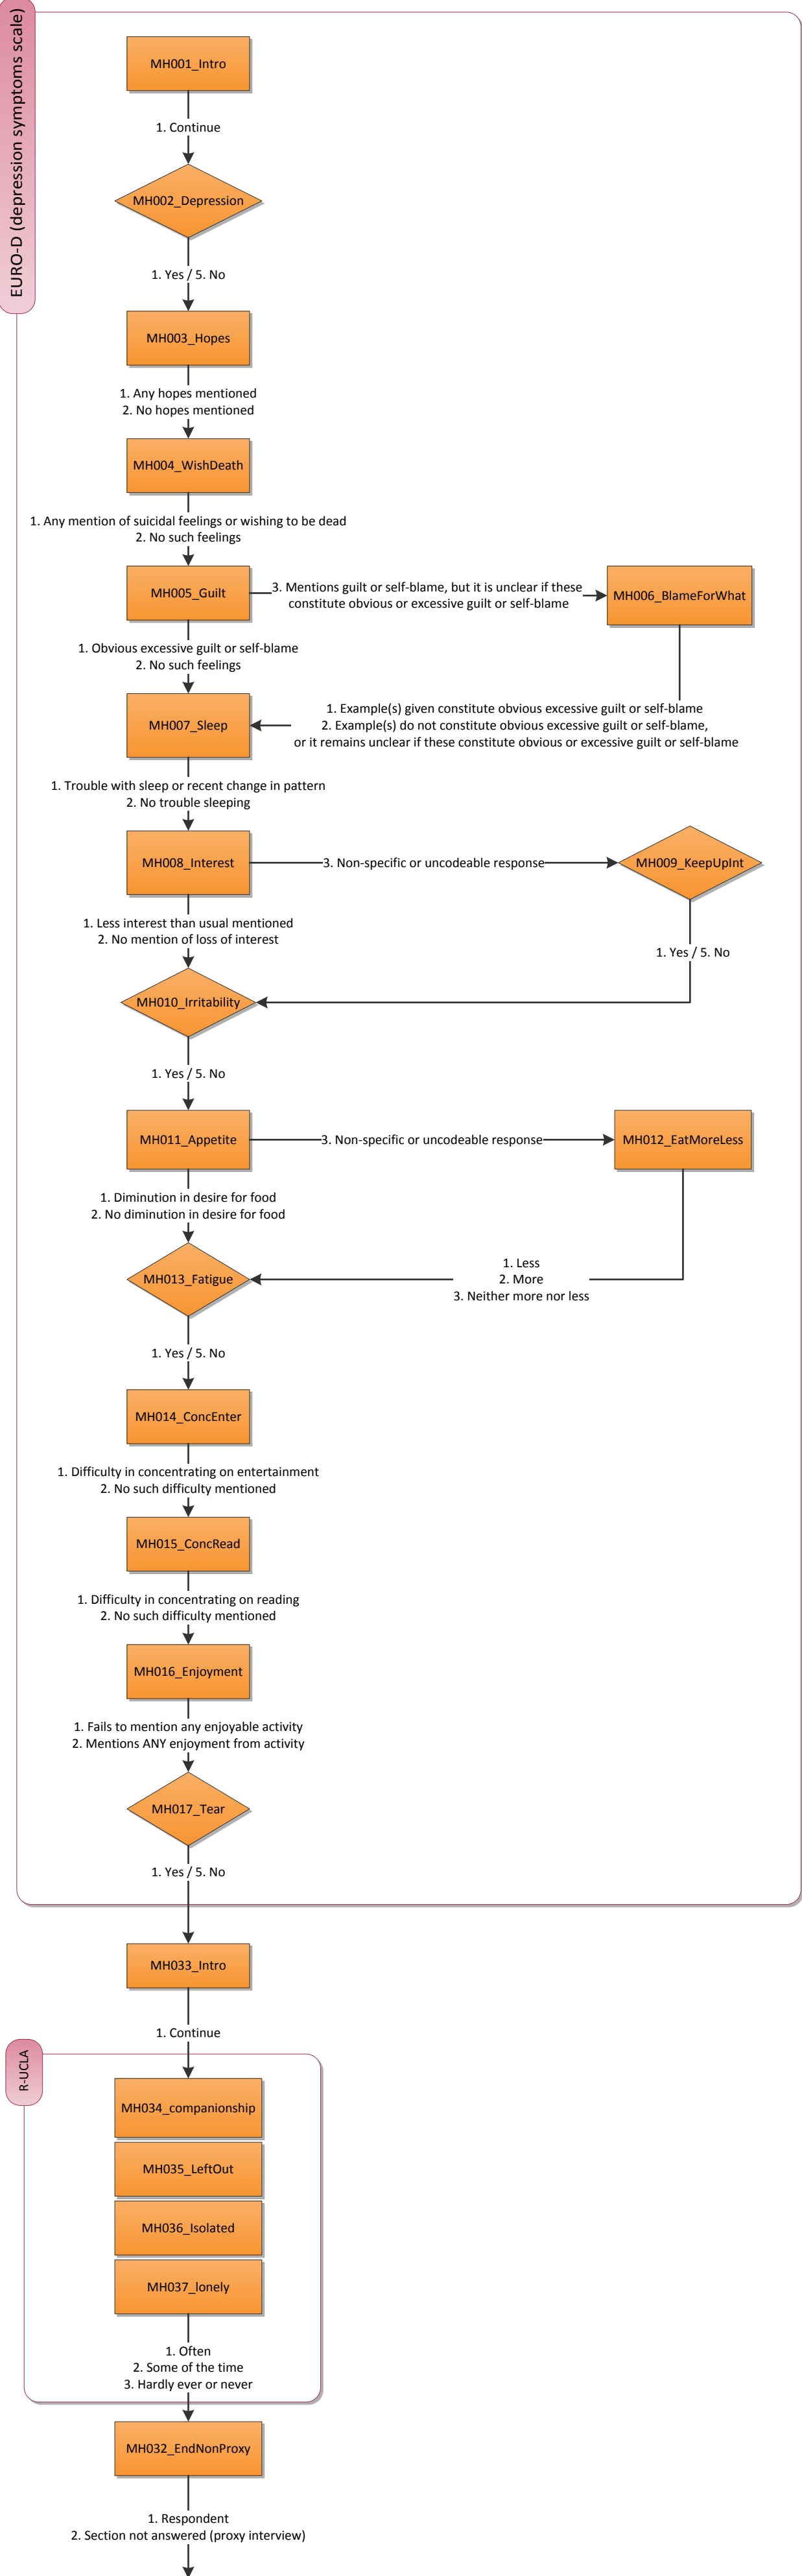 EURO-D (depression symptoms scale)
MH001_Intro
1. Continue
MH002_Depression
1. Yes / 5. No
MH003_Hopes
1. Any hopes mentioned
2. No hopes mentioned
MH004_WishDeath
1. Any mention of suicidal feelings or wishing to be dead
2. No such feelings
MH005_Guilt
3. Mentions guilt or self-blame, but it is unclear if these
constitute obvious or excessive guilt or self-blame
MH006_BlameForWhat
1. Obvious excessive guilt or self-blame
2. No such feelings
1. Example(s) given constitute obvious excessive guilt or self-blame
2. Example(s) do not constitute obvious excessive guilt or self-blame,
or it remains unclear if these constitute obvious or excessive guilt or self-blame
MH007_Sleep
1. Trouble with sleep or recent change in pattern
2. No trouble sleeping
MH008_Interest
3. Non-specific or uncodeable response
MH009_KeepUpInt
1. Less interest than usual mentioned
2. No mention of loss of interest
1. Yes / 5. No
MH010_Irritability
1. Yes / 5. No
MH011_Appetite
3. Non-specific or uncodeable response
MH012_EatMoreLess
1. Diminution in desire for food
2. No diminution in desire for food
1. Less
2. More
3. Neither more nor less
MH013_Fatigue
1. Yes / 5. No
MH014_ConcEnter
1. Difficulty in concentrating on entertainment
2. No such difficulty mentioned
MH015_ConcRead
1. Difficulty in concentrating on reading
2. No such difficulty mentioned
MH016_Enjoyment
1. Fails to mention any enjoyable activity
2. Mentions ANY enjoyment from activity
MH017_Tear
1. Yes / 5. No
MH033_Intro
1. Continue
R-UCLA
MH034_companionship
MH035_LeftOut
MH036_Isolated
MH037_lonely
1. Often
2. Some of the time
3. Hardly ever or never
MH032_EndNonProxy
1. Respondent
2. Section not answered (proxy interview)